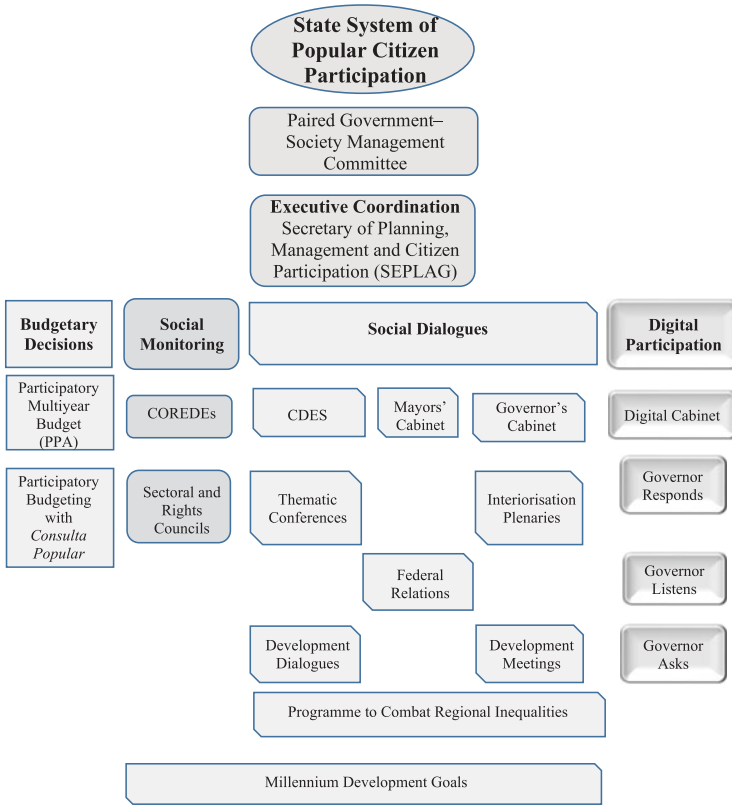 State System of
Popular Citizen
Participation
Paired Government–
Society Management
Committee
Executive Coordination
Secretary of Planning,
Management and Citizen
Participation (SEPLAG)
Budgetary
Decisions
Social
Monitoring
Social Dialogues
Digital
Participation
Participatory
Multiyear
Budget
(PPA)
COREDEs
CDES
Mayors’
Cabinet
Governor’s
Cabinet
Digital Cabinet
Participatory
Budgeting
with
Consulta
Popular
Sectoral and
Rights
Councils
Thematic
Conferences
Interiorisation
Plenaries
Governor
Responds
Federal
Relations
Governor
Listens
Development
Dialogues
Development
Meetings
Governor
Asks
Programme to Combat Regional Inequalities
Millennium Development Goals